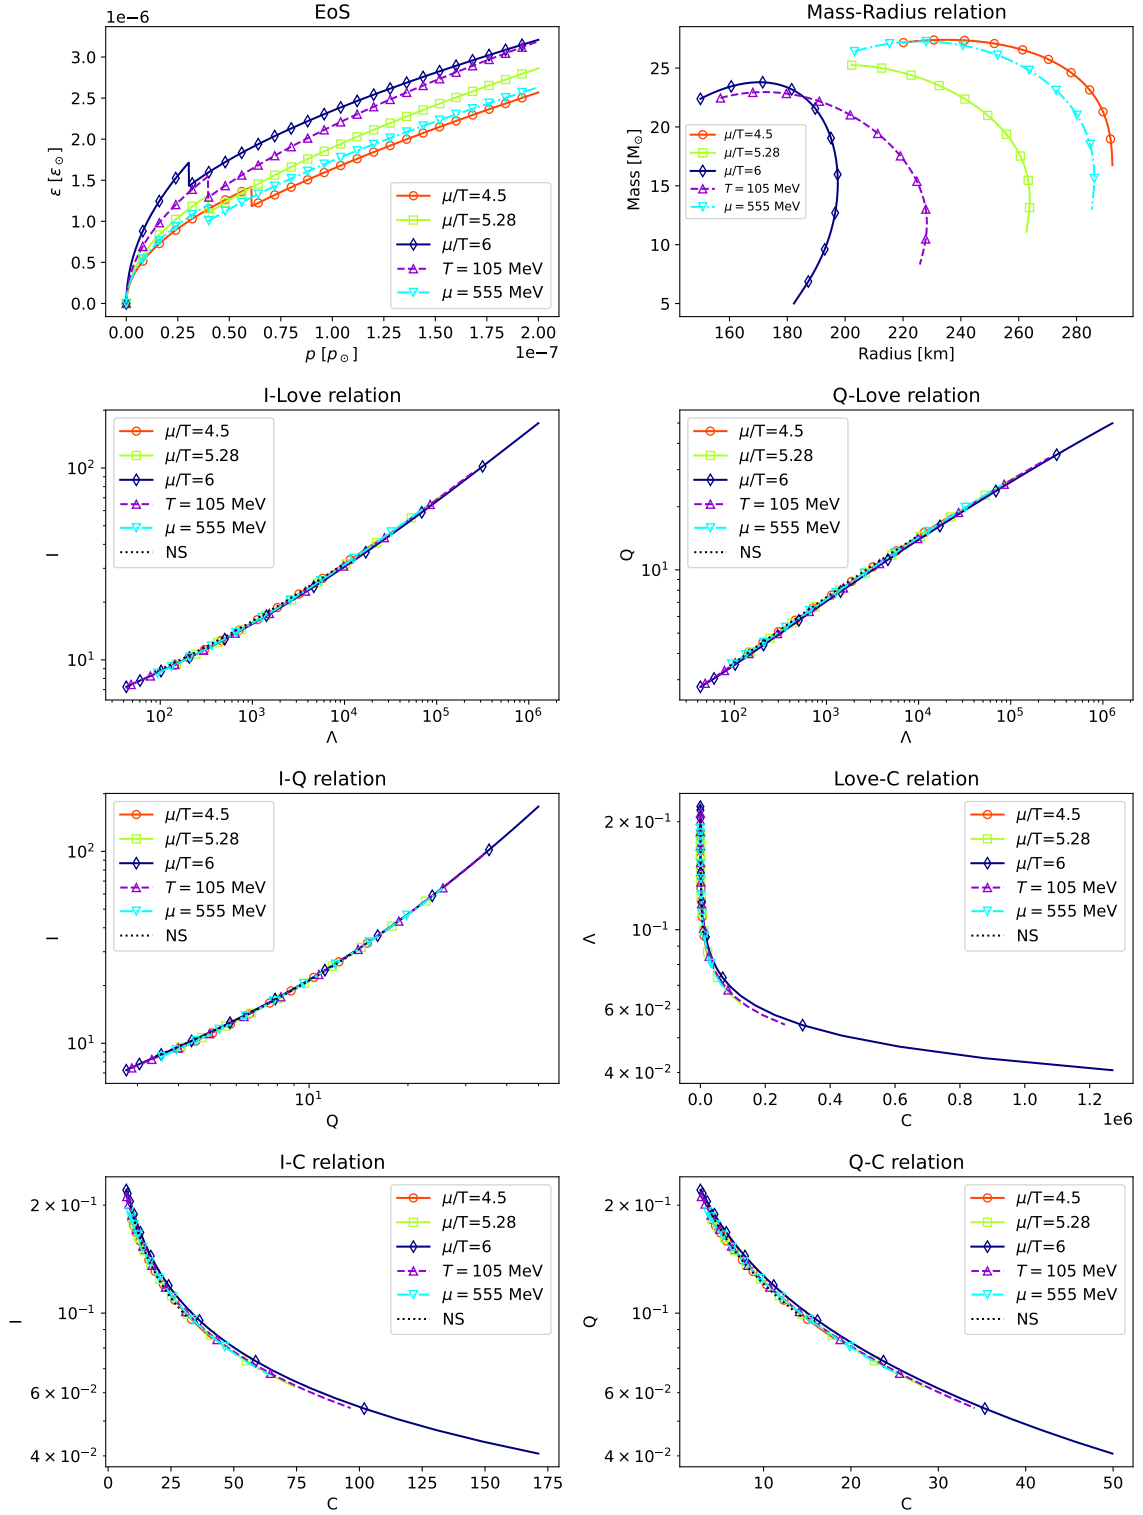 EoS
1e−6
3.0
2.5
2.0
1.5
1.0
0.5
0.0
ε [ε⊙]
μ/T=4.5
μ/T=5.28
μ/T=6
T = 105 MeV
μ = 555 MeV
0.00 0.25 0.50 0.75 1.00 1.25 1.50 1.75 2.00
p [p⊙]
1e−7
Mass-Radius relation
25
20
15
10
5
Mass [M⊙]
μ/T=4.5
μ/T=5.28
μ/T=6
T = 105 MeV
μ = 555 MeV
160 180 200 220 240 260 280
Radius [km]
I-Love relation
10²
10¹
I
μ/T=4.5
μ/T=5.28
μ/T=6
T = 105 MeV
μ = 555 MeV
NS
10² 10³ 10⁴ 10⁵ 10⁶
Λ
Q-Love relation
10¹
Q
μ/T=4.5
μ/T=5.28
μ/T=6
T = 105 MeV
μ = 555 MeV
NS
10² 10³ 10⁴ 10⁵ 10⁶
Λ
I-Q relation
10²
10¹
I
μ/T=4.5
μ/T=5.28
μ/T=6
T = 105 MeV
μ = 555 MeV
NS
10¹
Q
Love-C relation
2 × 10⁻¹
10⁻¹
6 × 10⁻²
4 × 10⁻²
Λ
μ/T=4.5
μ/T=5.28
μ/T=6
T = 105 MeV
μ = 555 MeV
NS
0.0 0.2 0.4 0.6 0.8 1.0 1.2
C
1e6
I-C relation
2 × 10⁻¹
10⁻¹
6 × 10⁻²
4 × 10⁻²
I
μ/T=4.5
μ/T=5.28
μ/T=6
T = 105 MeV
μ = 555 MeV
NS
0 25 50 75 100 125 150 175
C
Q-C relation
2 × 10⁻¹
10⁻¹
6 × 10⁻²
4 × 10⁻²
Q
μ/T=4.5
μ/T=5.28
μ/T=6
T = 105 MeV
μ = 555 MeV
NS
10 20 30 40 50
C